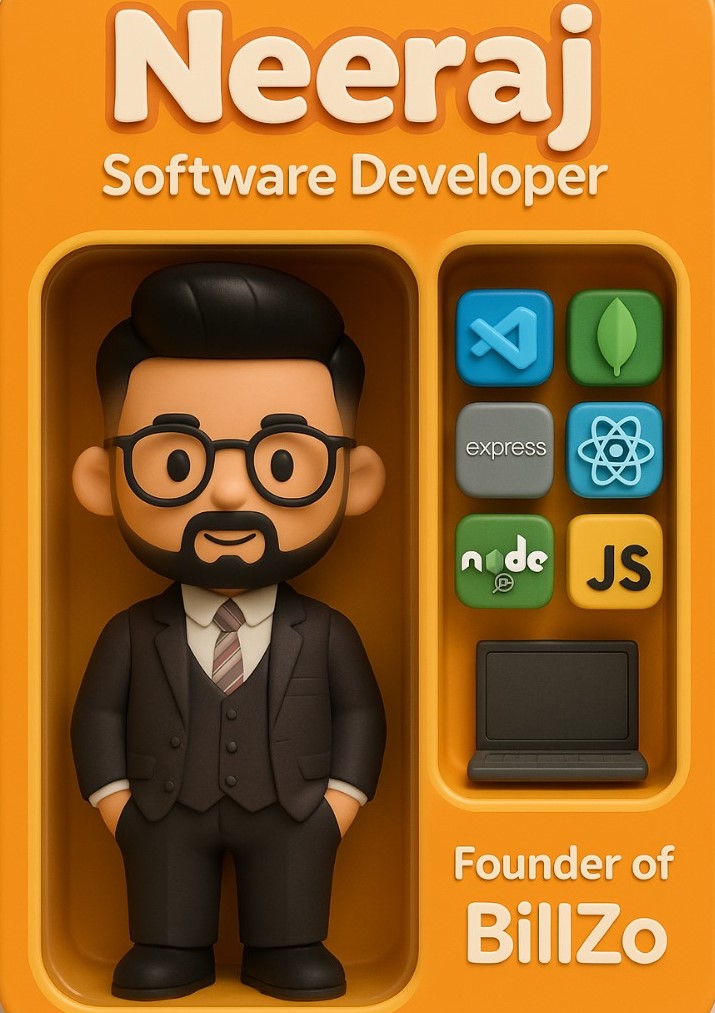 Neeraj
Software Developer
express
node
JS
Founder of
BillZo